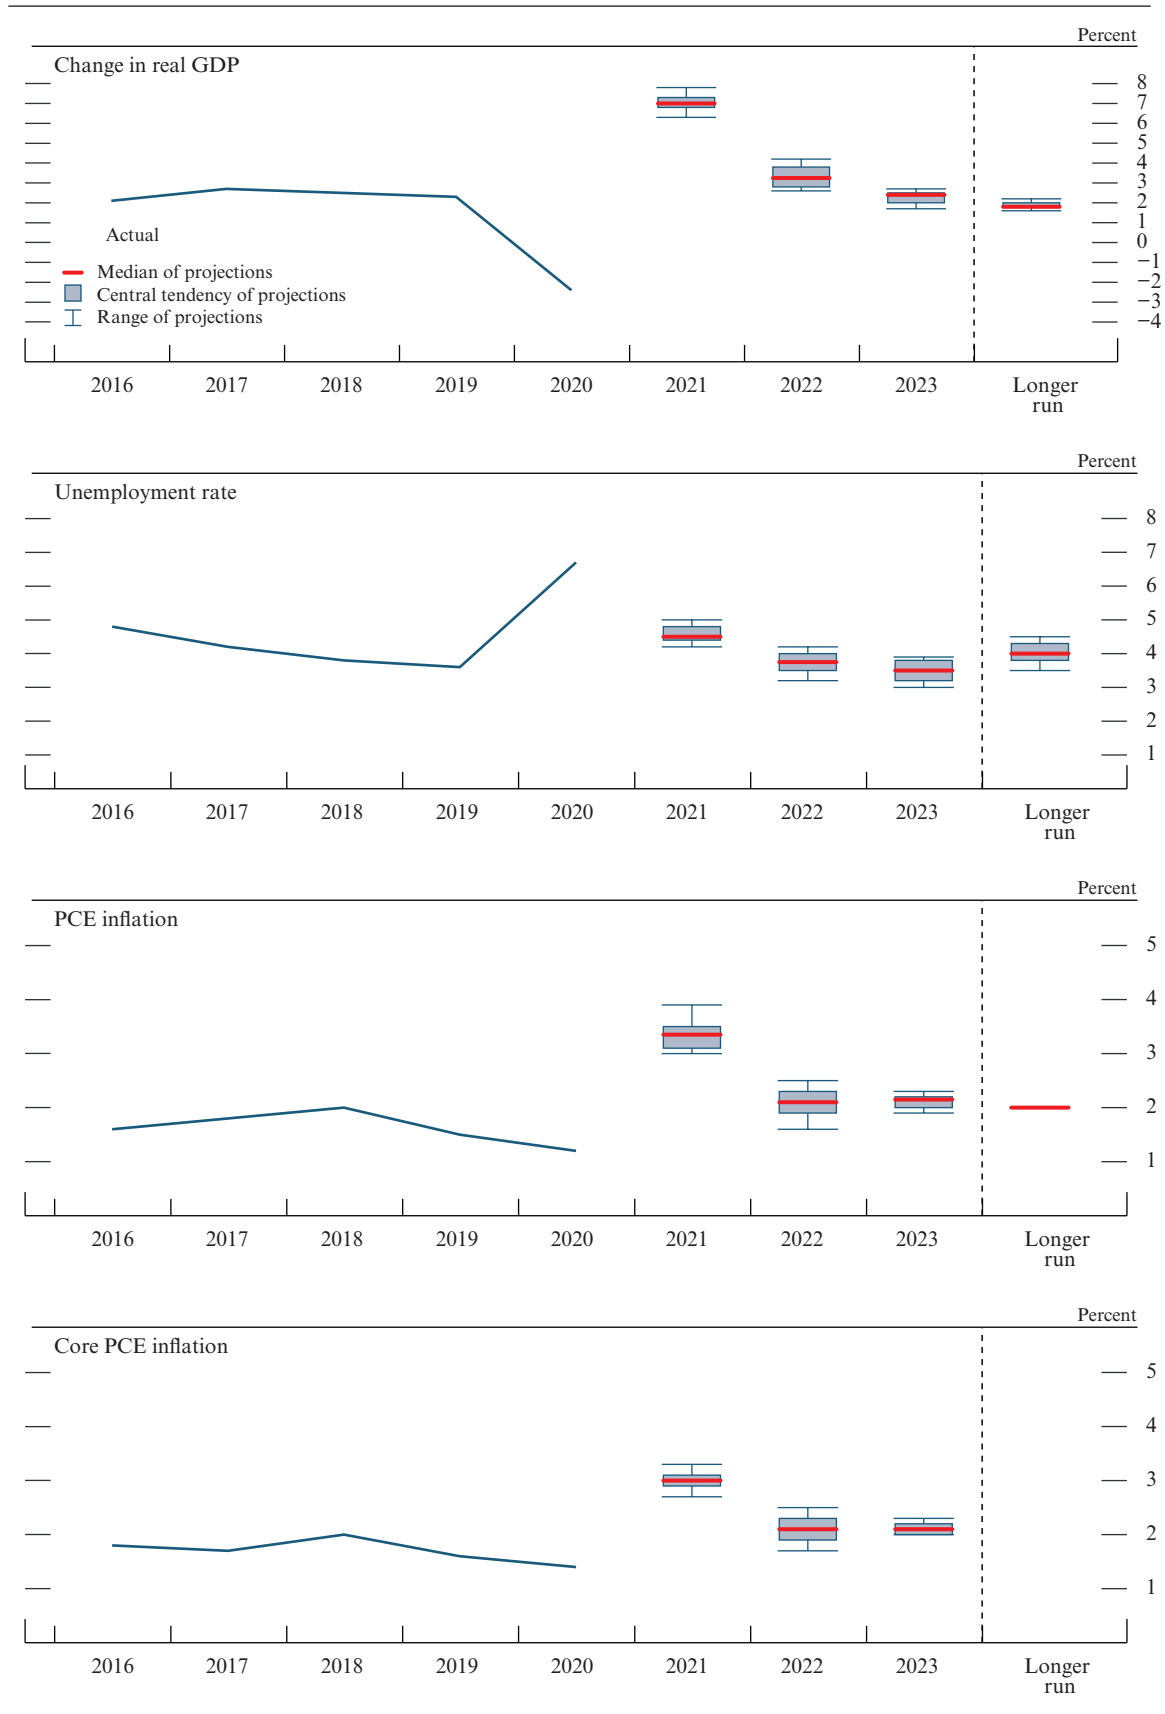 Percent
Change in real GDP
8
7
6
5
4
3
2
1
0
−1
−2
−3
−4
Actual
Median of projections
Central tendency of projections
Range of projections
2016 2017 2018 2019 2020 2021 2022 2023 Longer
run
Percent
Unemployment rate
8
7
6
5
4
3
2
1
2016 2017 2018 2019 2020 2021 2022 2023 Longer
run
Percent
PCE inflation
5
4
3
2
1
2016 2017 2018 2019 2020 2021 2022 2023 Longer
run
Percent
Core PCE inflation
5
4
3
2
1
2016 2017 2018 2019 2020 2021 2022 2023 Longer
run